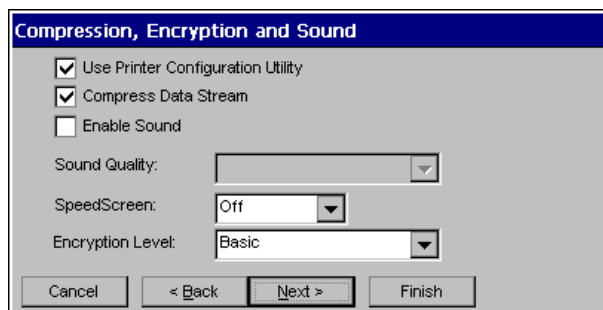 Compression, Encryption and Sound
Use Printer Configuration Utility
Compress Data Stream
Enable Sound
Sound Quality:
SpeedScreen: Off
Encryption Level: Basic
Cancel < Back Next > Finish